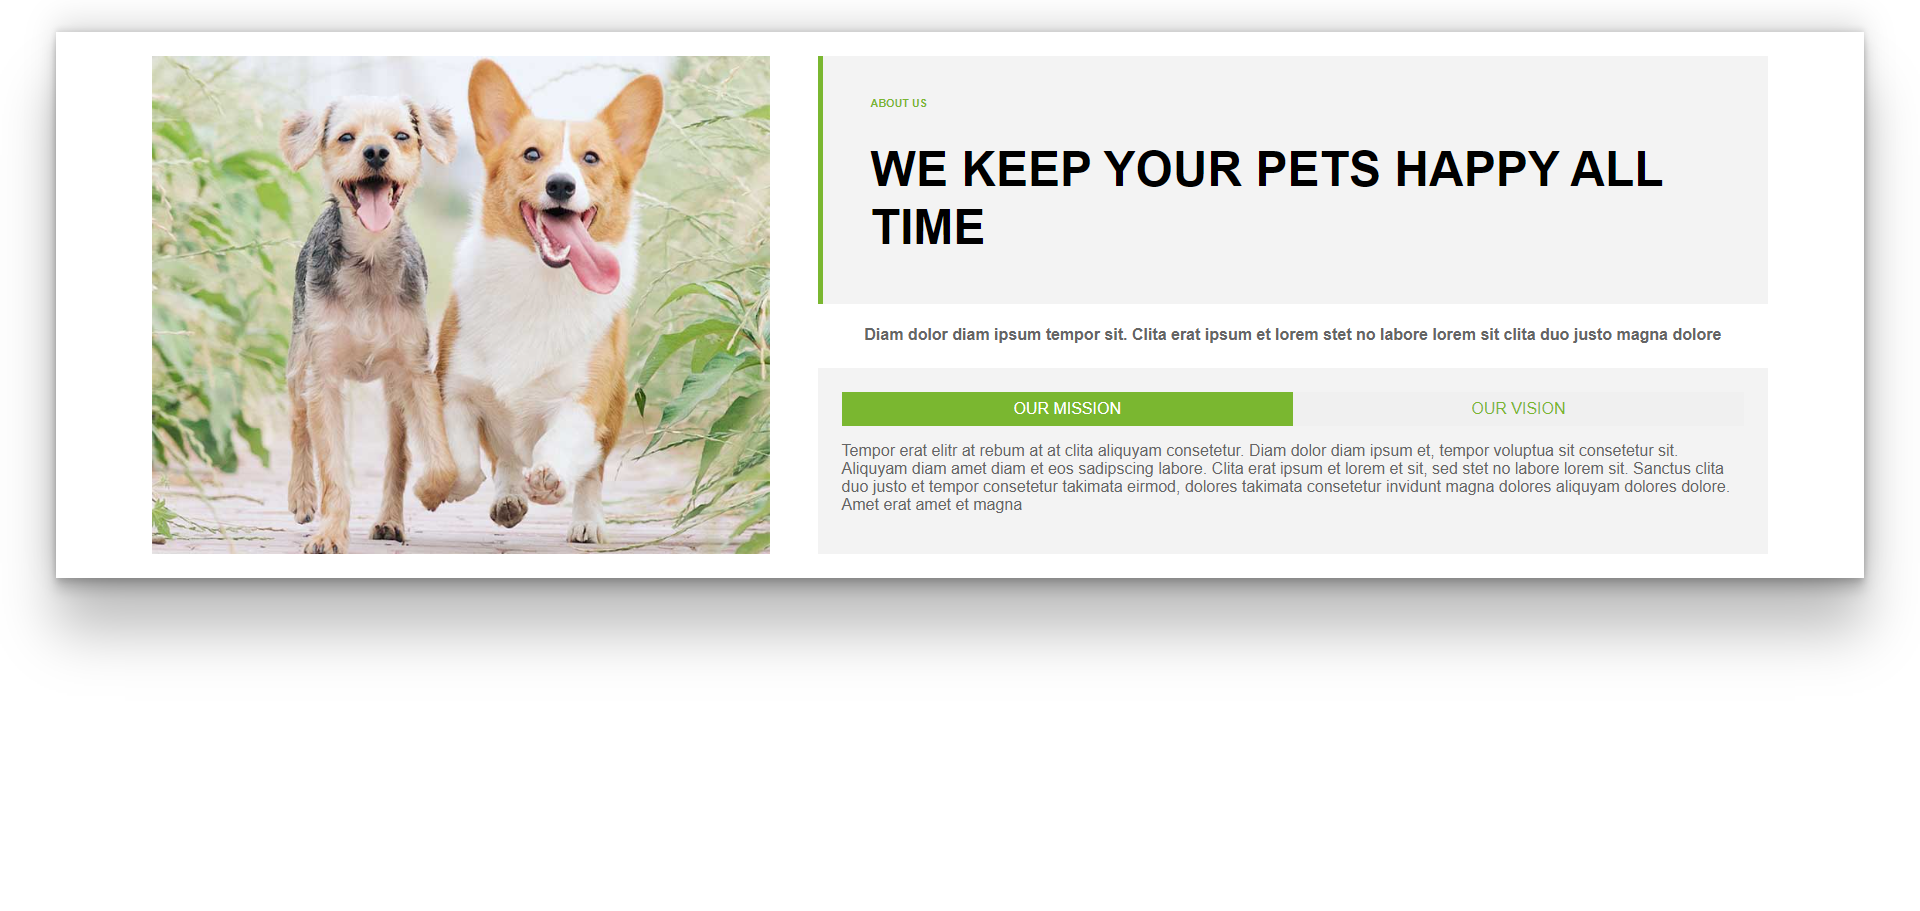 ABOUT US
WE KEEP YOUR PETS HAPPY ALL
TIME
Diam dolor diam ipsum tempor sit. Clita erat ipsum et lorem stet no labore lorem sit clita duo justo magna dolore
OUR MISSION
OUR VISION
Tempor erat elitr at rebum at at clita aliquyam consetetur. Diam dolor diam ipsum et, tempor voluptua sit consetetur sit.
Aliquyam diam amet diam et eos sadipscing labore. Clita erat ipsum et lorem et sit, sed stet no labore lorem sit. Sanctus clita
duo justo et tempor consetetur takimata eirmod, dolores takimata consetetur invidunt magna dolores aliquyam dolores dolore.
Amet erat amet et magna